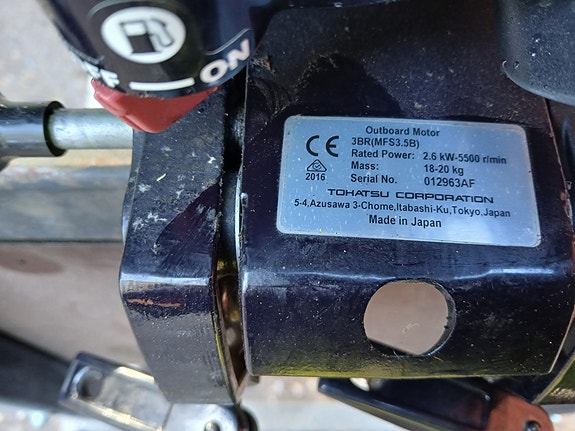 OFF — ON
Outboard Motor
3BR(MFS3.5B)
Rated Power: 2.6 kW-5500 r/min
Mass: 18-20 kg
Serial No. 012963AF
CE
2016
TOHATSU CORPORATION
5-4,Azusawa 3-Chome,Itabashi-Ku,Tokyo,Japan
Made in Japan